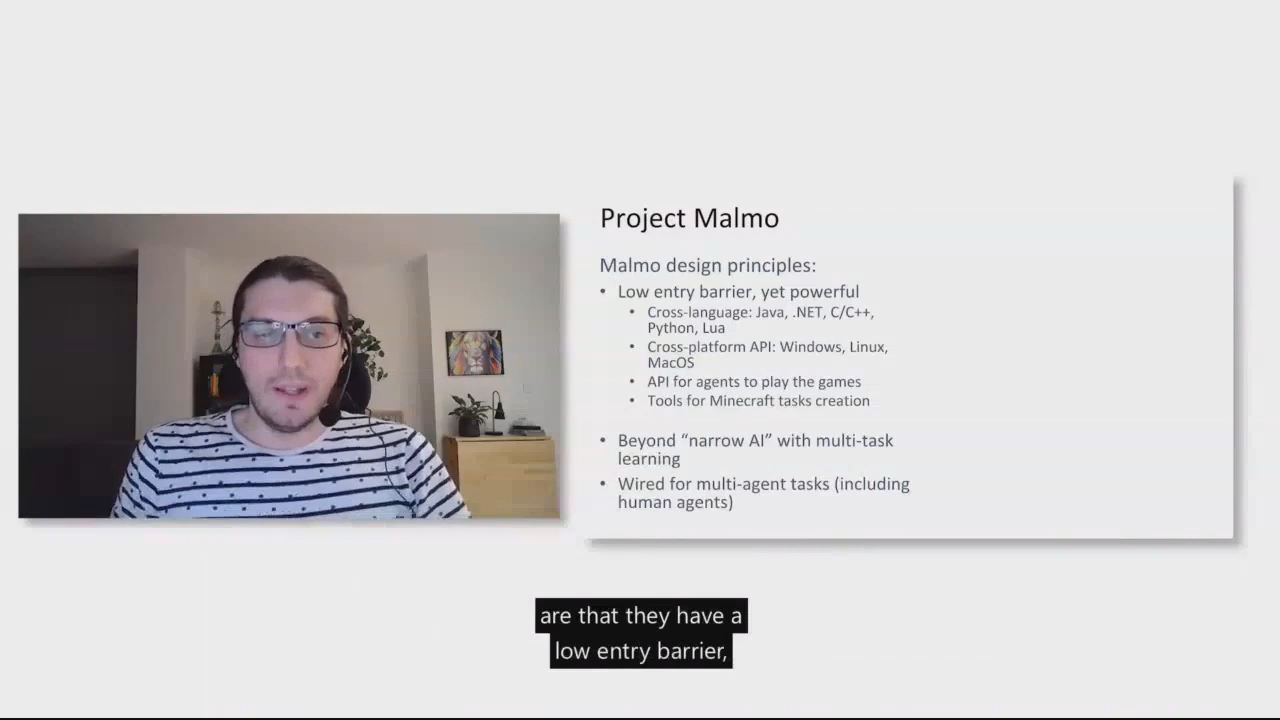 Project Malmo
Malmo design principles:
• Low entry barrier, yet powerful
• Cross-language: Java, .NET, C/C++,
Python, Lua
• Cross-platform API: Windows, Linux,
MacOS
• API for agents to play the games
• Tools for Minecraft tasks creation
• Beyond “narrow AI” with multi-task
learning
• Wired for multi-agent tasks (including
human agents)
are that they have a
low entry barrier,